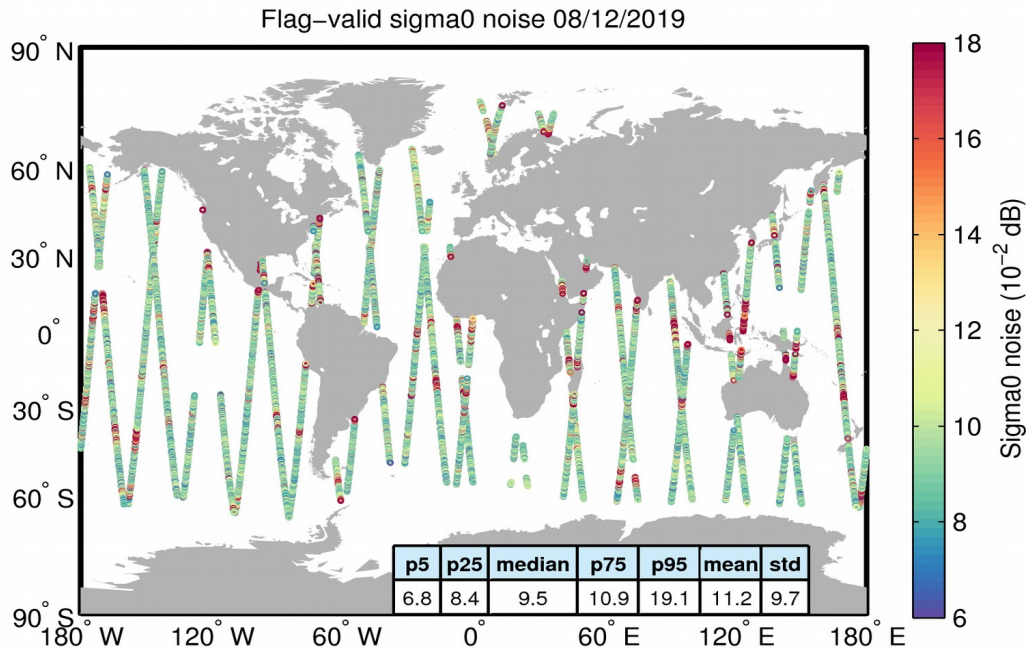 Flag−valid sigma0 noise 08/12/2019
90° N
60° N
30° N
0°
30° S
60° S
90° S
180° W 120° W 60° W 0° 60° E 120° E 180° E
p5 p25 median p75 p95 mean std
6.8 8.4 9.5 10.9 19.1 11.2 9.7
18
16
14
12
10
8
6
Sigma0 noise (10⁻² dB)